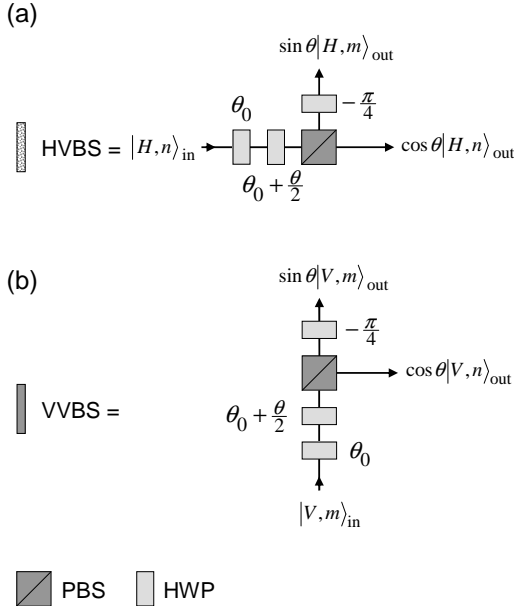 (a)
sin θ|H,m⟩out
θ0
−π/4
HVBS = |H,n⟩in
cos θ|H,n⟩out
θ0 + θ/2
(b)
sin θ|V,m⟩out
−π/4
VVBS =
cos θ|V,n⟩out
θ0 + θ/2
θ0
|V,m⟩in
PBS
HWP